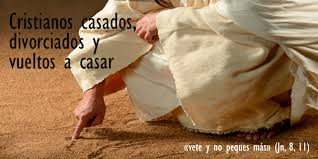 Cristianos casados,
divorciados y
vueltos a casar
«vete y no peques más» (Jn, 8, 11)